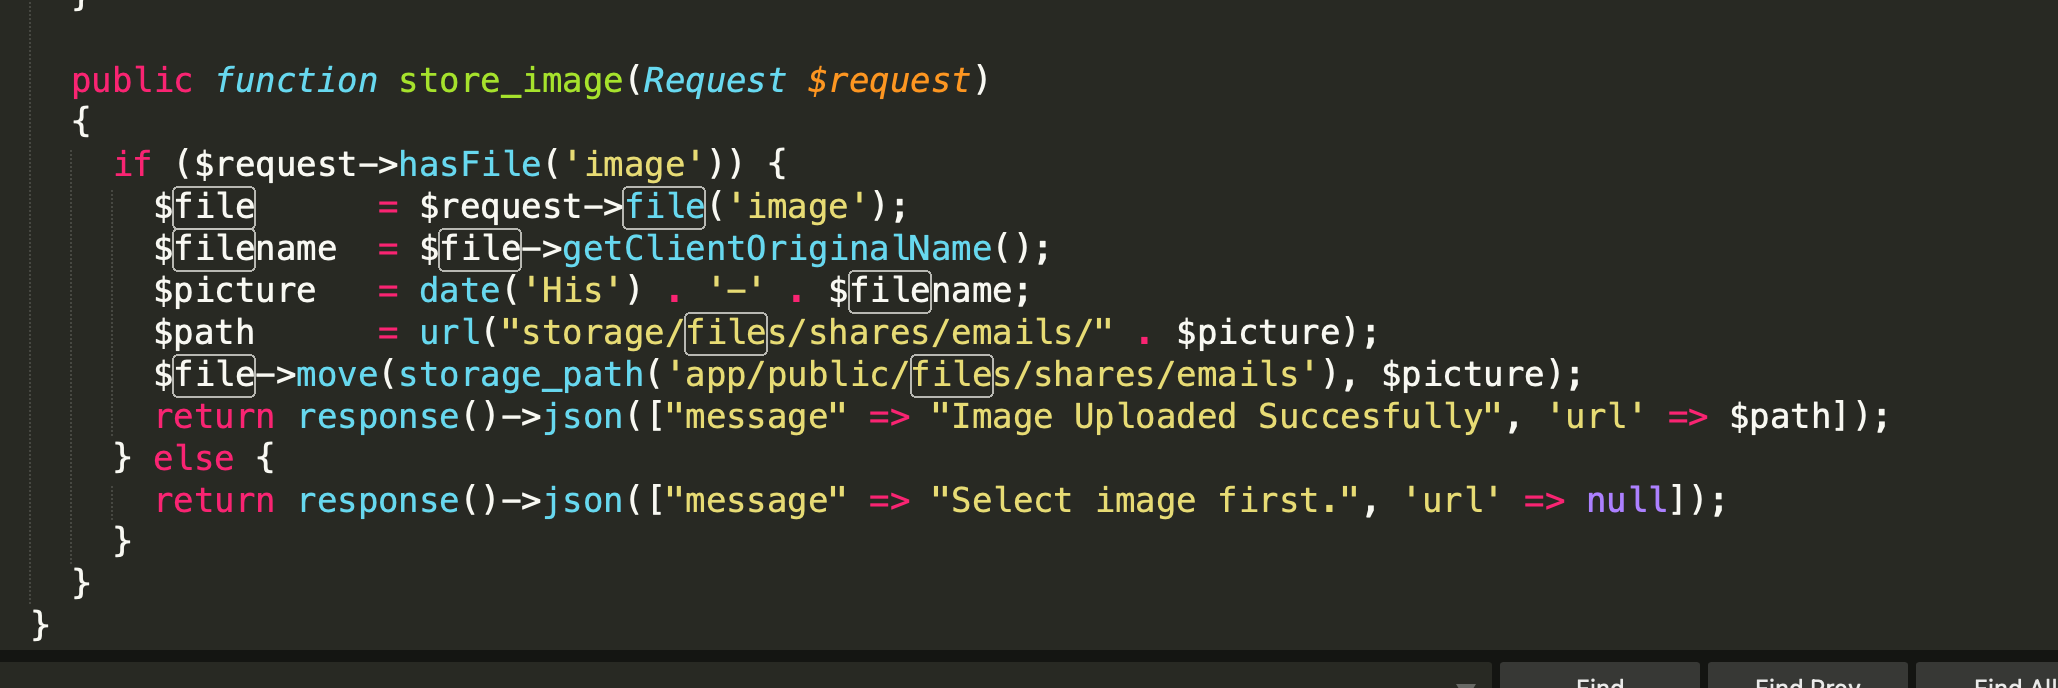 }
public function store_image(Request $request)
{
if ($request->hasFile('image')) {
$file = $request->file('image');
$filename = $file->getClientOriginalName();
$picture = date('His') . '-' . $filename;
$path = url("storage/files/shares/emails/" . $picture);
$file->move(storage_path('app/public/files/shares/emails'), $picture);
return response()->json(["message" => "Image Uploaded Succesfully", 'url' => $path]);
} else {
return response()->json(["message" => "Select image first.", 'url' => null]);
}
}
}
Find Find Prev Find All